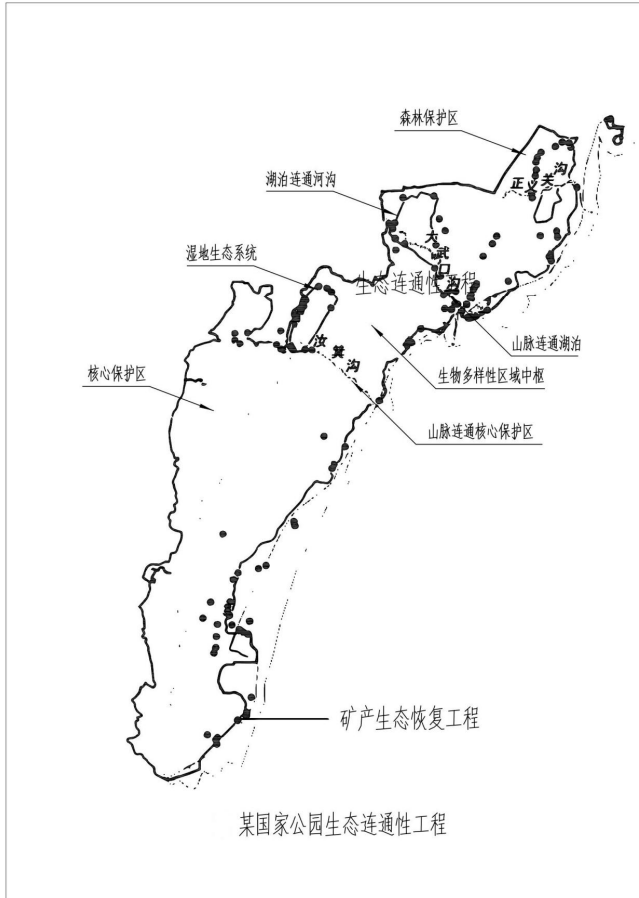 森林保护区
正义关沟
湖泊连通河沟
大武口沟
湿地生态系统
生态连通性工程
山脉连通湖泊
汝箕沟
核心保护区
生物多样性区域中枢
山脉连通核心保护区
矿产生态恢复工程
某国家公园生态连通性工程